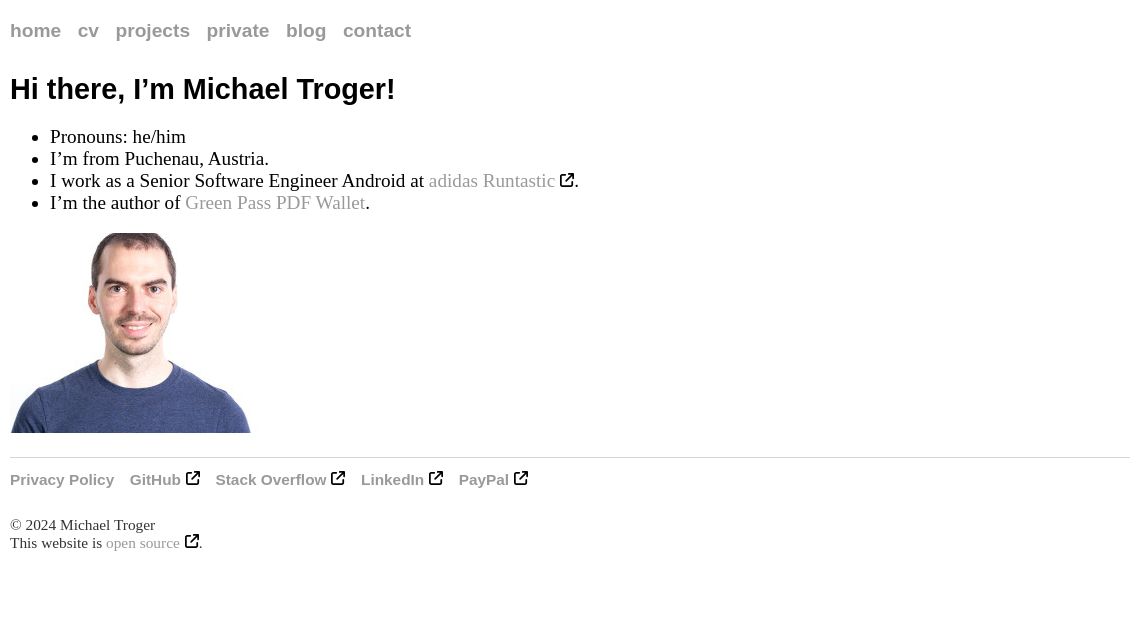 home cv projects private blog contact
Hi there, I’m Michael Troger!
Pronouns: he/him
I’m from Puchenau, Austria.
I work as a Senior Software Engineer Android at adidas Runtastic.
I’m the author of Green Pass PDF Wallet.
Privacy Policy GitHub Stack Overflow LinkedIn PayPal
© 2024 Michael Troger
This website is open source.